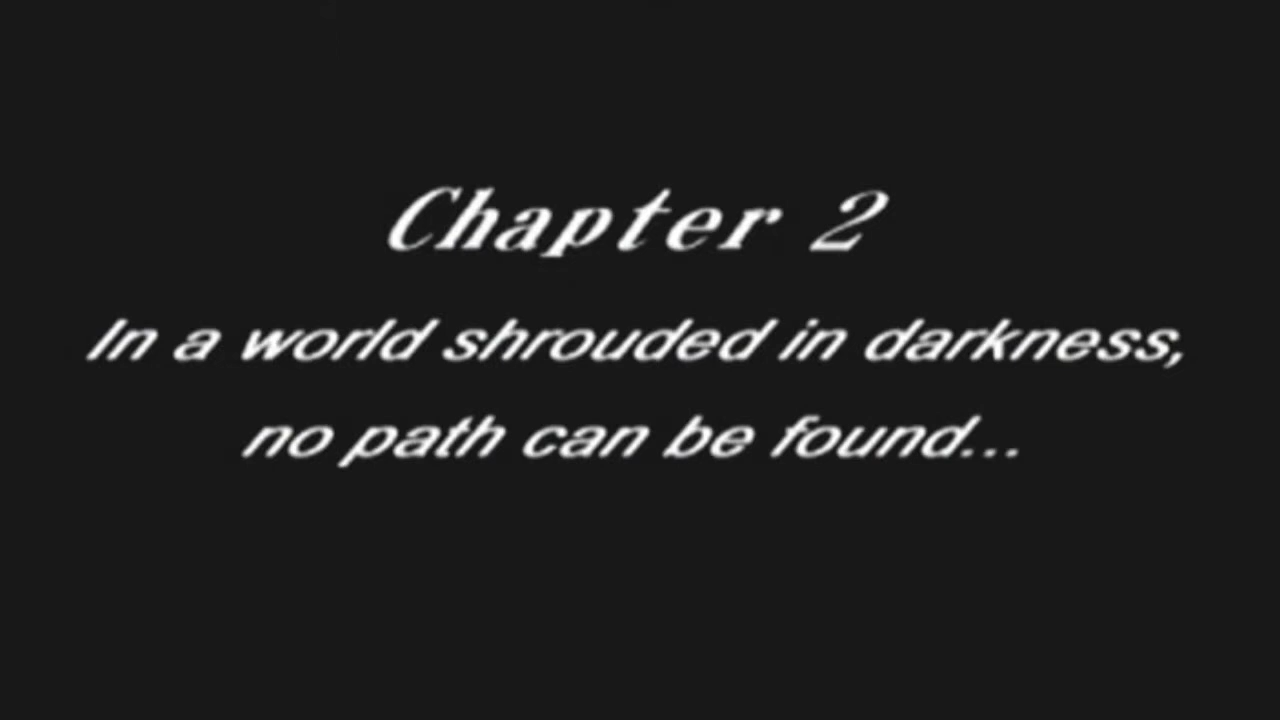 Chapter 2
In a world shrouded in darkness,
no path can be found...